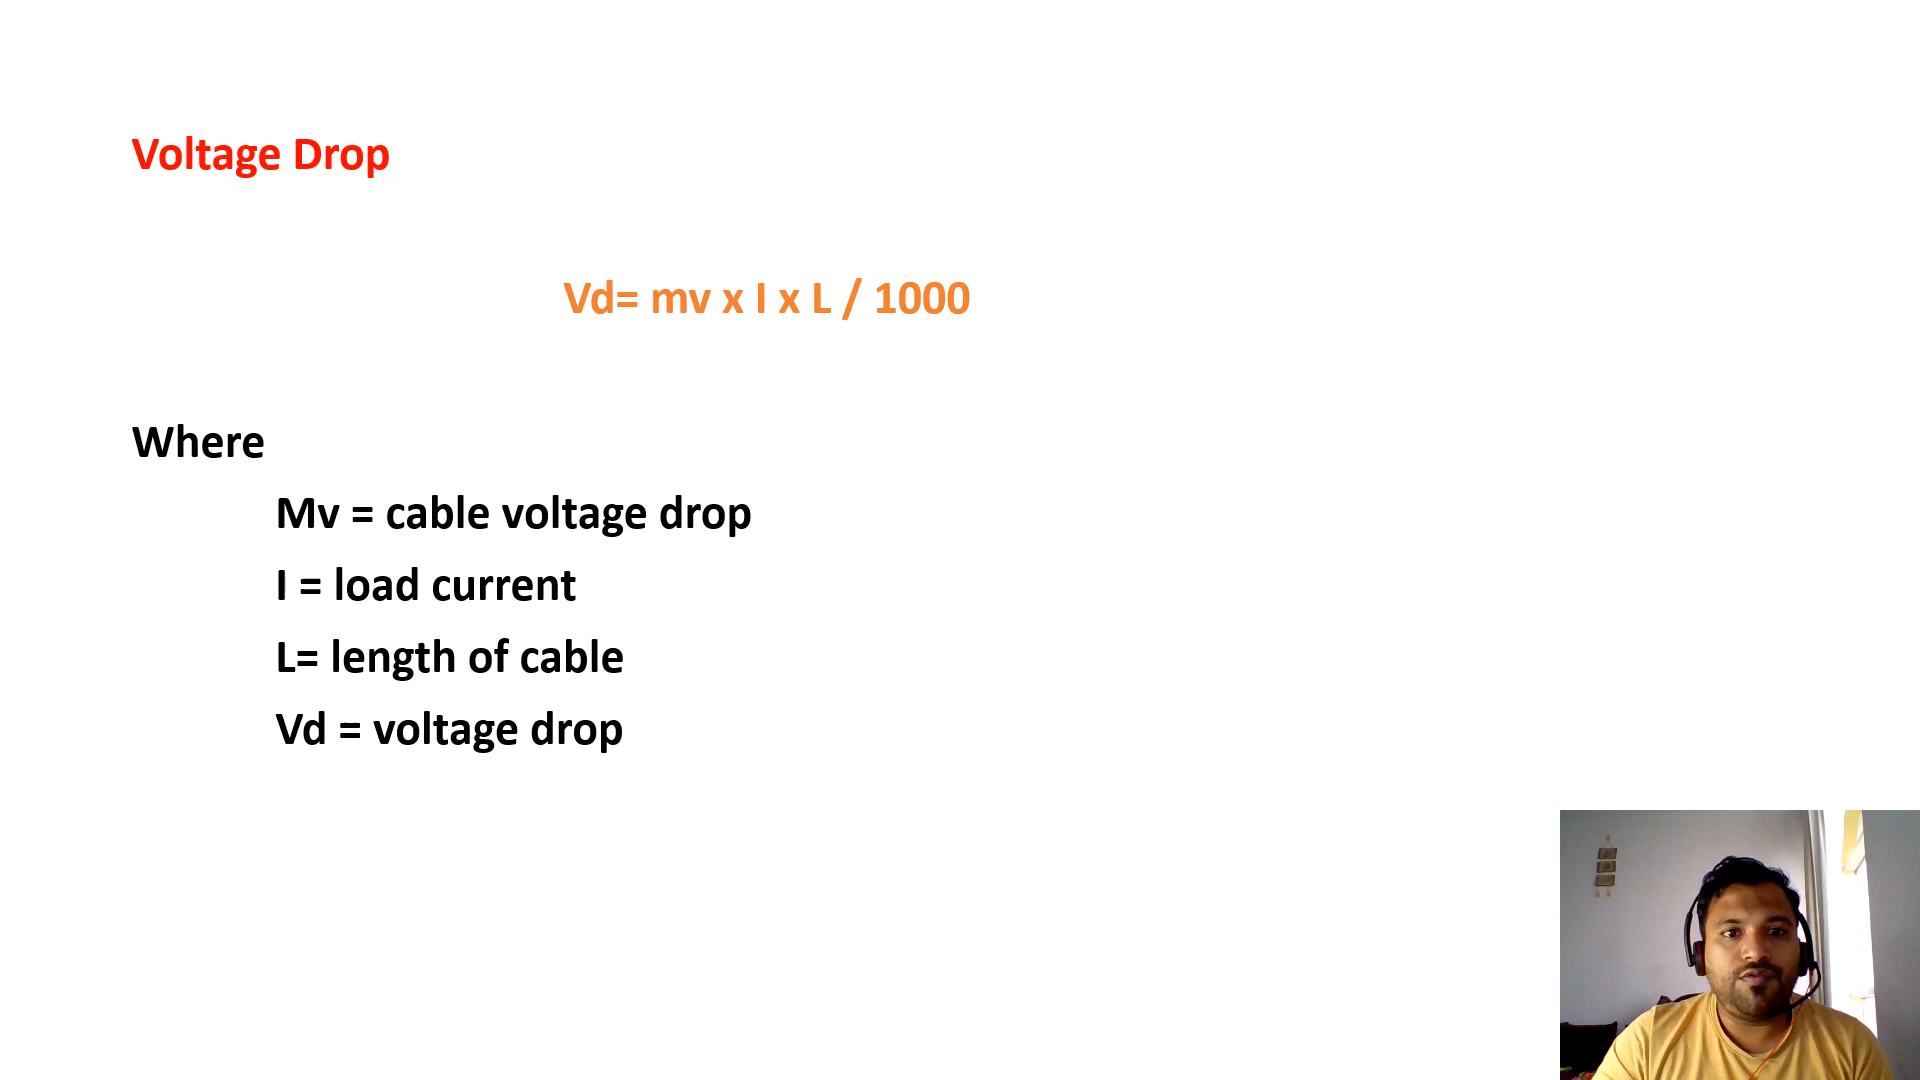 Voltage Drop
Vd= mv x I x L / 1000
Where
Mv = cable voltage drop
I = load current
L= length of cable
Vd = voltage drop